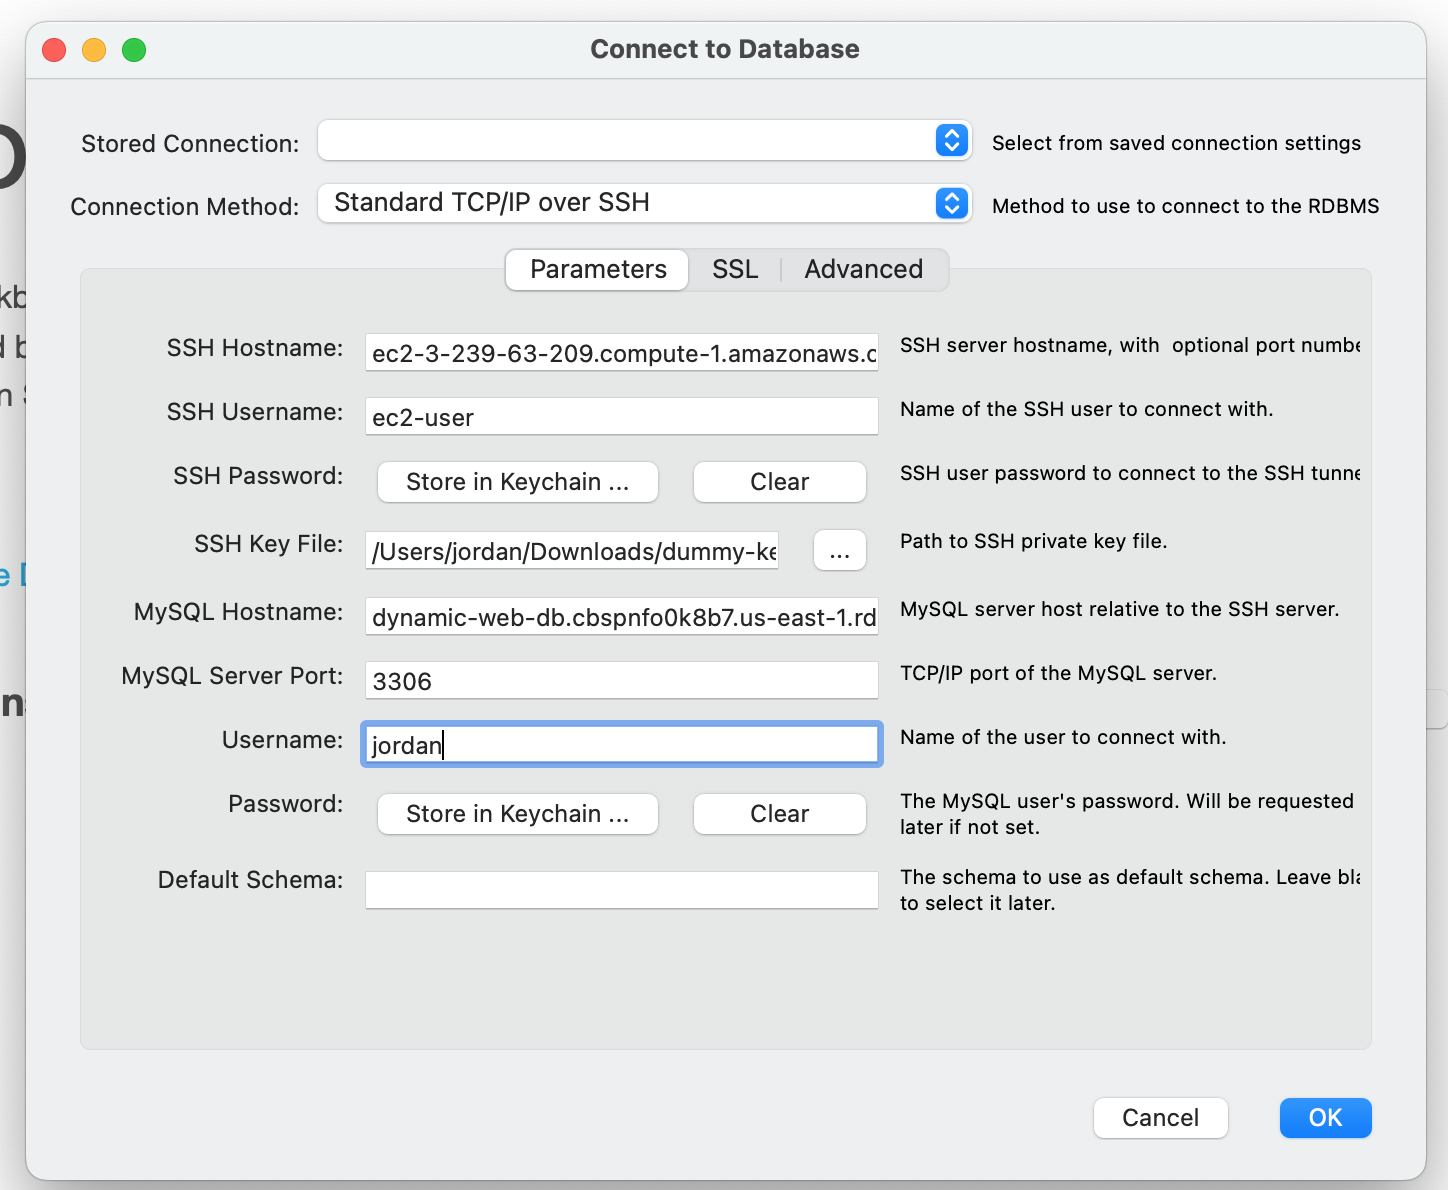 Connect to Database
Stored Connection:
Select from saved connection settings
Connection Method: Standard TCP/IP over SSH
Method to use to connect to the RDBMS
Parameters SSL Advanced
SSH Hostname: ec2-3-239-63-209.compute-1.amazonaws.c
SSH server hostname, with optional port numbe
SSH Username: ec2-user
Name of the SSH user to connect with.
SSH Password: Store in Keychain ... Clear
SSH user password to connect to the SSH tunne
SSH Key File: /Users/jordan/Downloads/dummy-ke ...
Path to SSH private key file.
MySQL Hostname: dynamic-web-db.cbspnfo0k8b7.us-east-1.rd
MySQL server host relative to the SSH server.
MySQL Server Port: 3306
TCP/IP port of the MySQL server.
Username: jordan
Name of the user to connect with.
Password: Store in Keychain ... Clear
The MySQL user's password. Will be requested
later if not set.
Default Schema:
The schema to use as default schema. Leave bla
to select it later.
Cancel OK